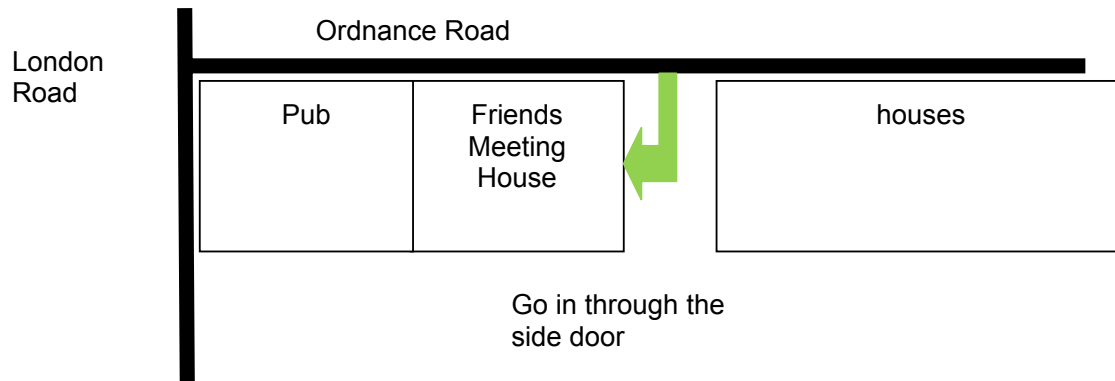 Ordnance Road
London
Road
Pub
Friends
Meeting
House
houses
Go in through the
side door